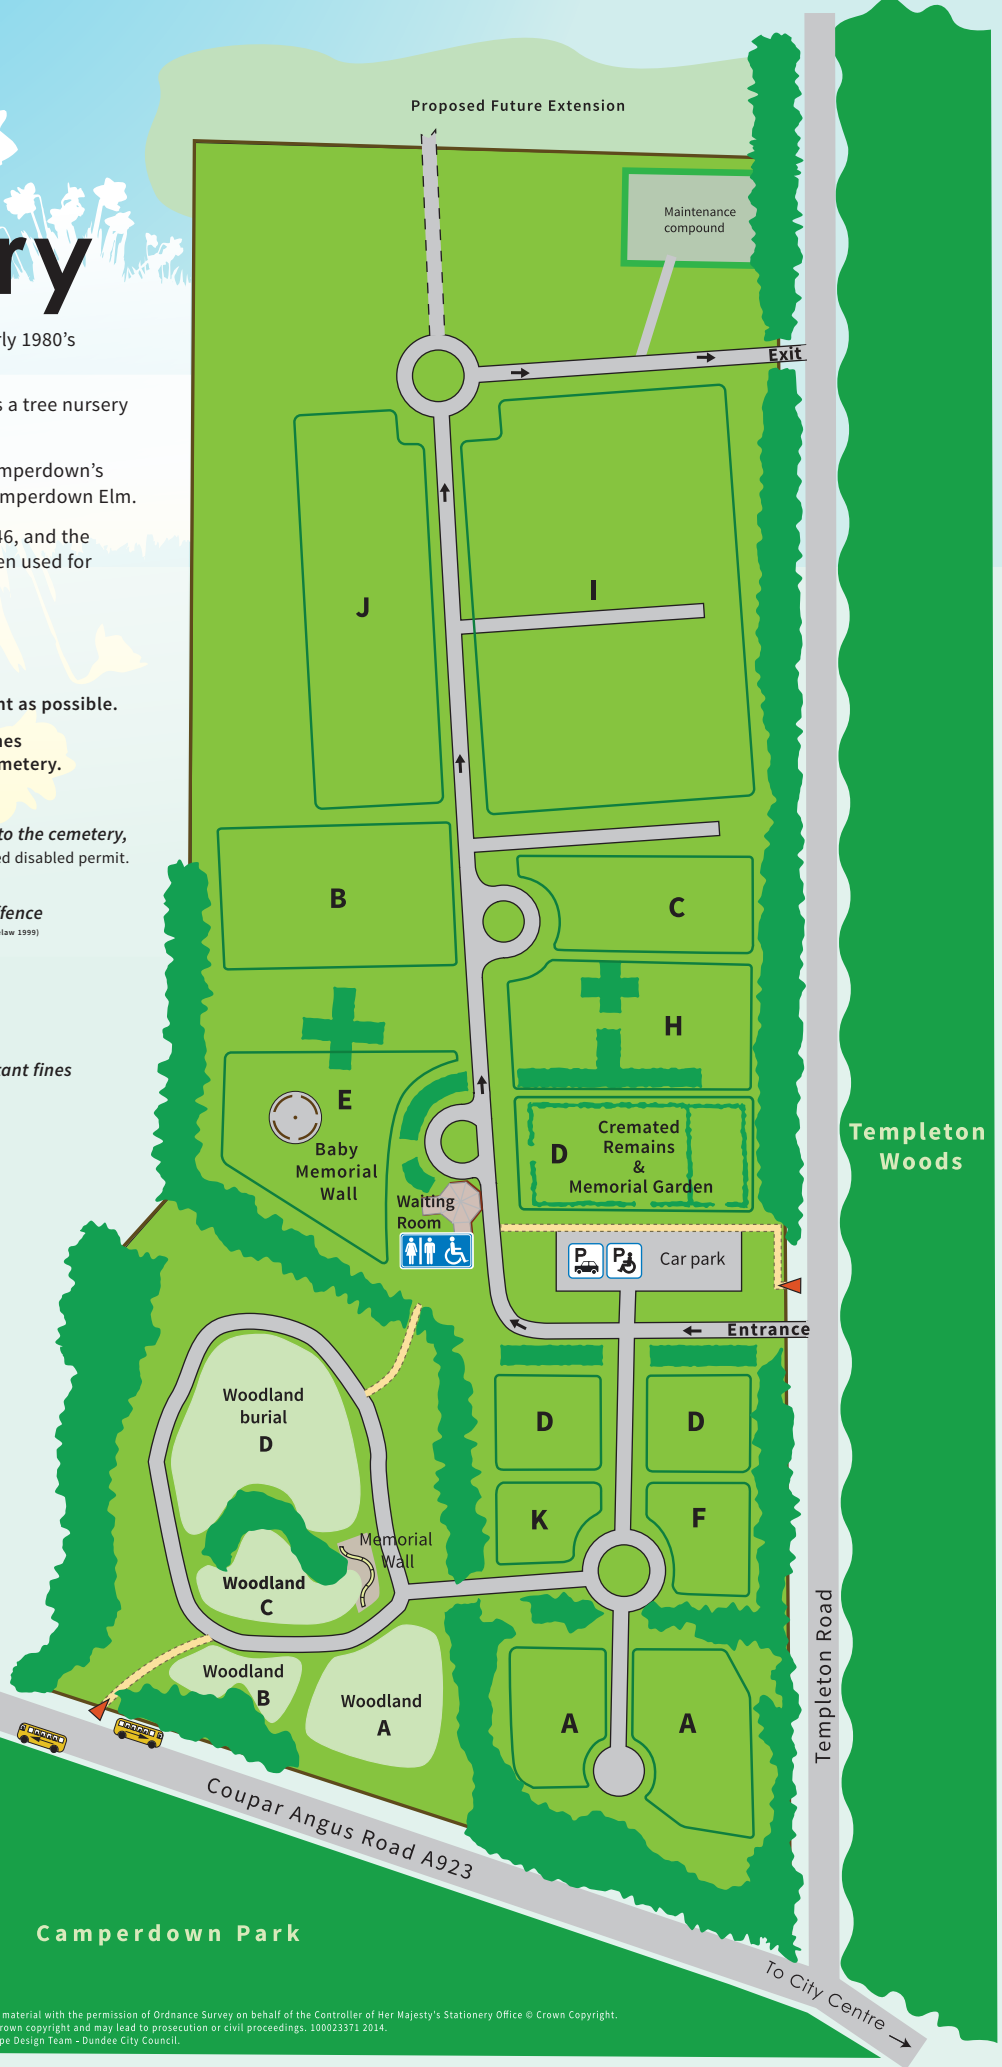 Proposed Future Extension
Maintenance
compound
ry
rly 1980's
Exit
s a tree nursery
mperdown's
mperdown Elm.
46, and the
en used for
J
I
nt as possible.
nes
metery.
to the cemetery,
ed disabled permit.
B
C
ffence
elaw 1999)
H
ant fines
E
Baby
Memorial
Wall
D
Cremated
Remains
&
Memorial Garden
Templeton
Woods
Waiting
Room
P
P
Car park
Entrance
Woodland
burial
D
D
D
K
F
Memorial
Wall
Woodland
C
Woodland
B
Woodland
A
A
A
Templeton Road
Coupar Angus Road A923
Camperdown Park
To City Centre
material with the permission of Ordnance Survey on behalf of the Controller of Her Majesty's Stationery Office © Crown Copyright.
rown copyright and may lead to prosecution or civil proceedings. 100023371 2014.
pe Design Team - Dundee City Council.